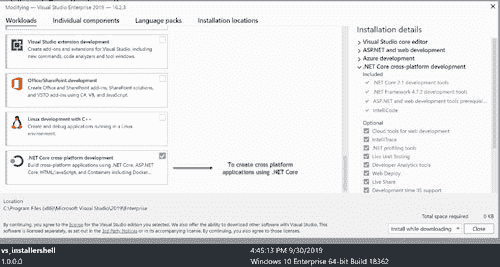 Modifying — Visual Studio Enterprise 2019 — 16.2.3
Workloads
Individual components
Language packs
Installation locations
Visual Studio extension development
Create add-ons and extensions for Visual Studio, including
new commands, code analyzers and tool windows.
Office/SharePoint development
Create Office and SharePoint add-ins, SharePoint solutions,
and VSTO add-ins using C#, VB, and JavaScript.
Linux development with C++
Create and debug applications running in a Linux
environment.
.NET Core cross-platform development
Build cross-platform applications using .NET Core, ASP.NET
Core, HTML/JavaScript, and Containers including Docker...
To create cross platform
applications using .NET Core
Installation details
> Visual Studio core editor
> ASP.NET and web development
> Azure development
.NET Core cross-platform development
Included
.NET Core 2.1 development tools
.NET Framework 4.7.2 development tools
ASP.NET and web development tools prerequis...
IntelliCode
Optional
Cloud tools for web development
IntelliTrace
.NET profiling tools
Live Unit Testing
Developer Analytics tools
Web Deploy
Live Share
Development time IIS support
Location
C:\Program Files (x86)\Microsoft Visual Studio\2019\Enterprise
Total space required 0 KB
By continuing, you agree to the license for the Visual Studio edition you selected. We also offer the ability to download other software with Visual Studio.
This software is licensed separately, as set out in the 3rd Party Notices or in its accompanying license. By continuing, you also agree to those licenses.
Install while downloading
Close
vs_installershell
4:45:13 PM 9/30/2019
1.0.0.0
Windows 10 Enterprise 64-bit Build 18362